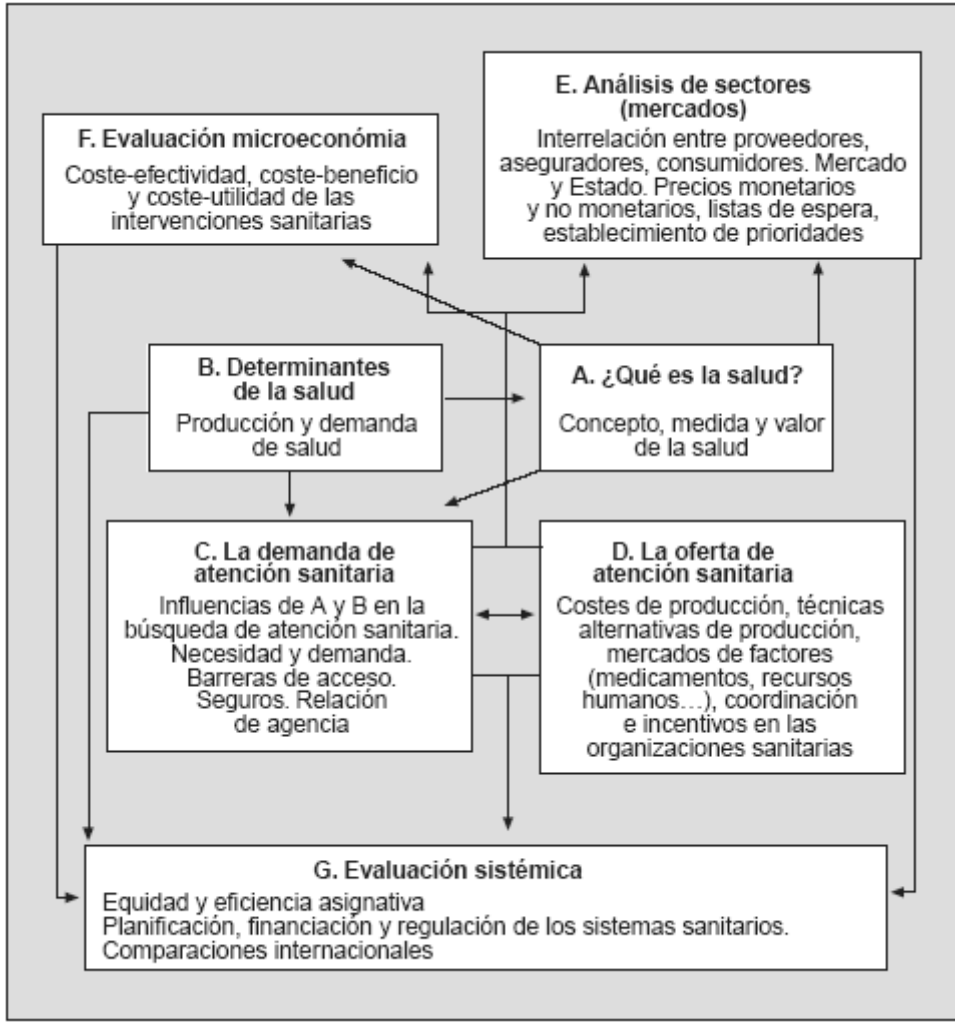 E. Análisis de sectores
(mercados)
Interrelación entre proveedores,
aseguradores, consumidores. Mercado
y Estado. Precios monetarios
y no monetarios, listas de espera,
establecimiento de prioridades
F. Evaluación microeconómia
Coste-efectividad, coste-beneficio
y coste-utilidad de las
intervenciones sanitarias
B. Determinantes
de la salud
Producción y demanda
de salud
A. ¿Qué es la salud?
Concepto, medida y valor
de la salud
C. La demanda de
atención sanitaria
Influencias de A y B en la
búsqueda de atención sanitaria.
Necesidad y demanda.
Barreras de acceso.
Seguros. Relación
de agencia
D. La oferta de
atención sanitaria
Costes de producción, técnicas
alternativas de producción,
mercados de factores
(medicamentos, recursos
humanos…), coordinación
e incentivos en las
organizaciones sanitarias
G. Evaluación sistémica
Equidad y eficiencia asignativa
Planificación, financiación y regulación de los sistemas sanitarios.
Comparaciones internacionales